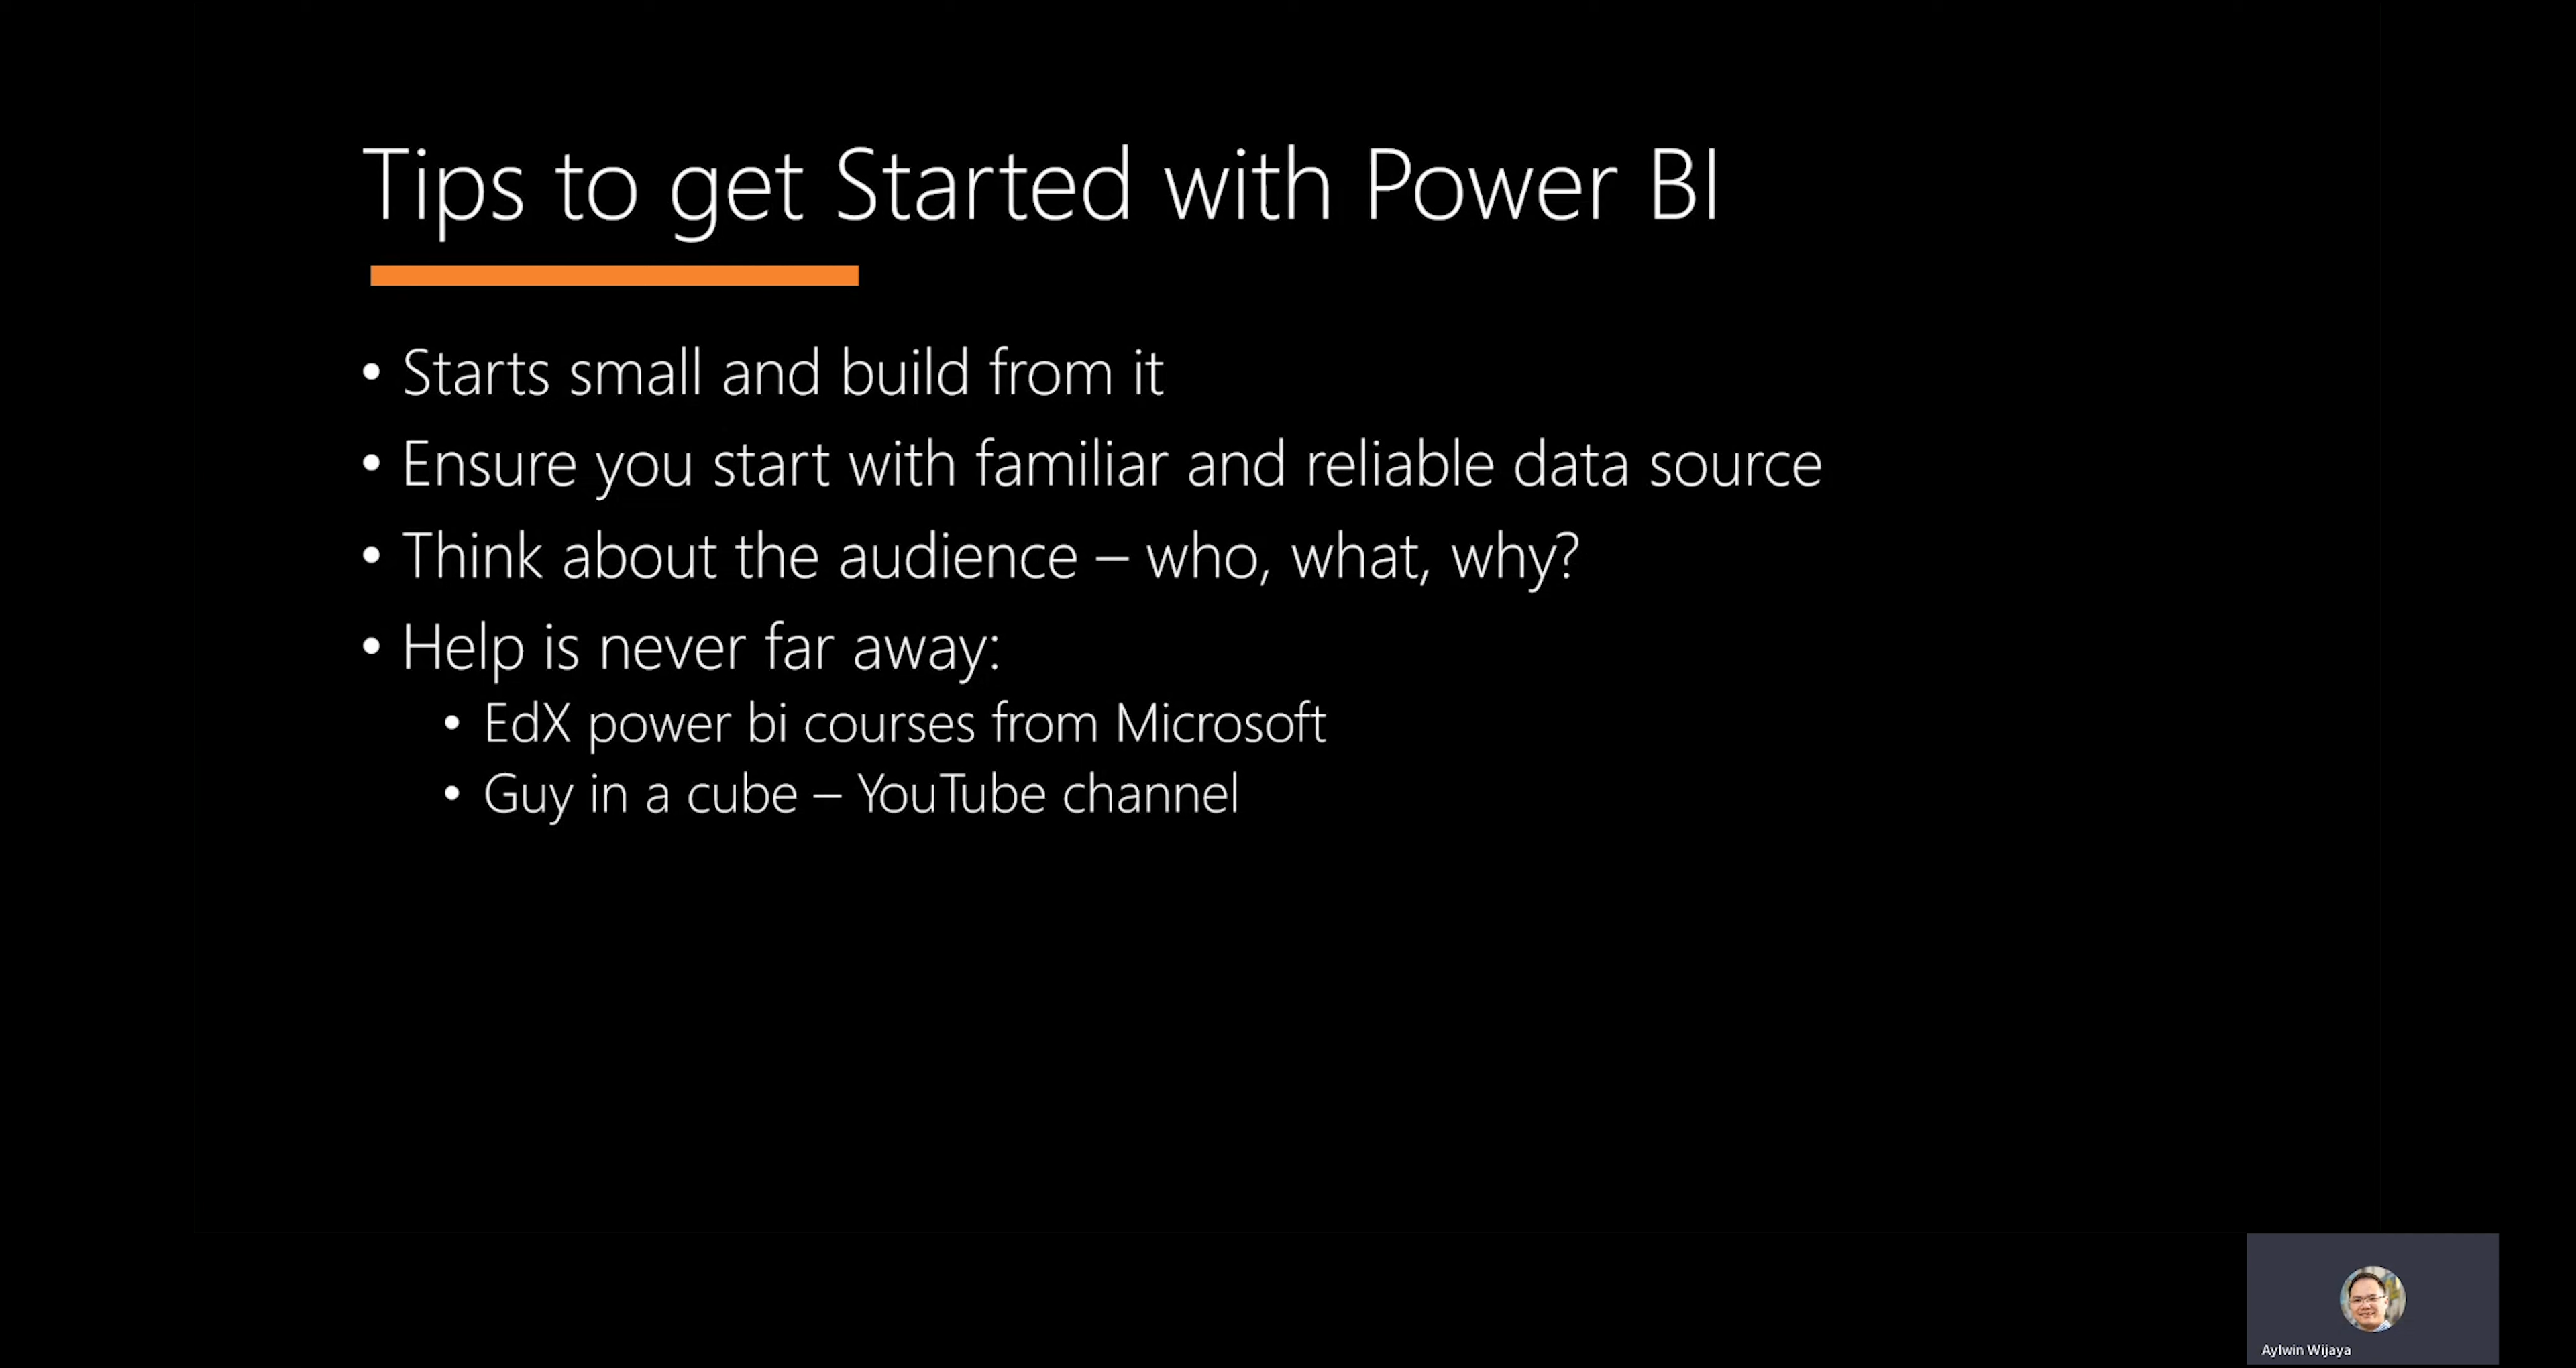 Tips to get Started with Power BI
• Starts small and build from it
• Ensure you start with familiar and reliable data source
• Think about the audience – who, what, why?
• Help is never far away:
• EdX power bi courses from Microsoft
• Guy in a cube – YouTube channel
Aylwin Wijaya